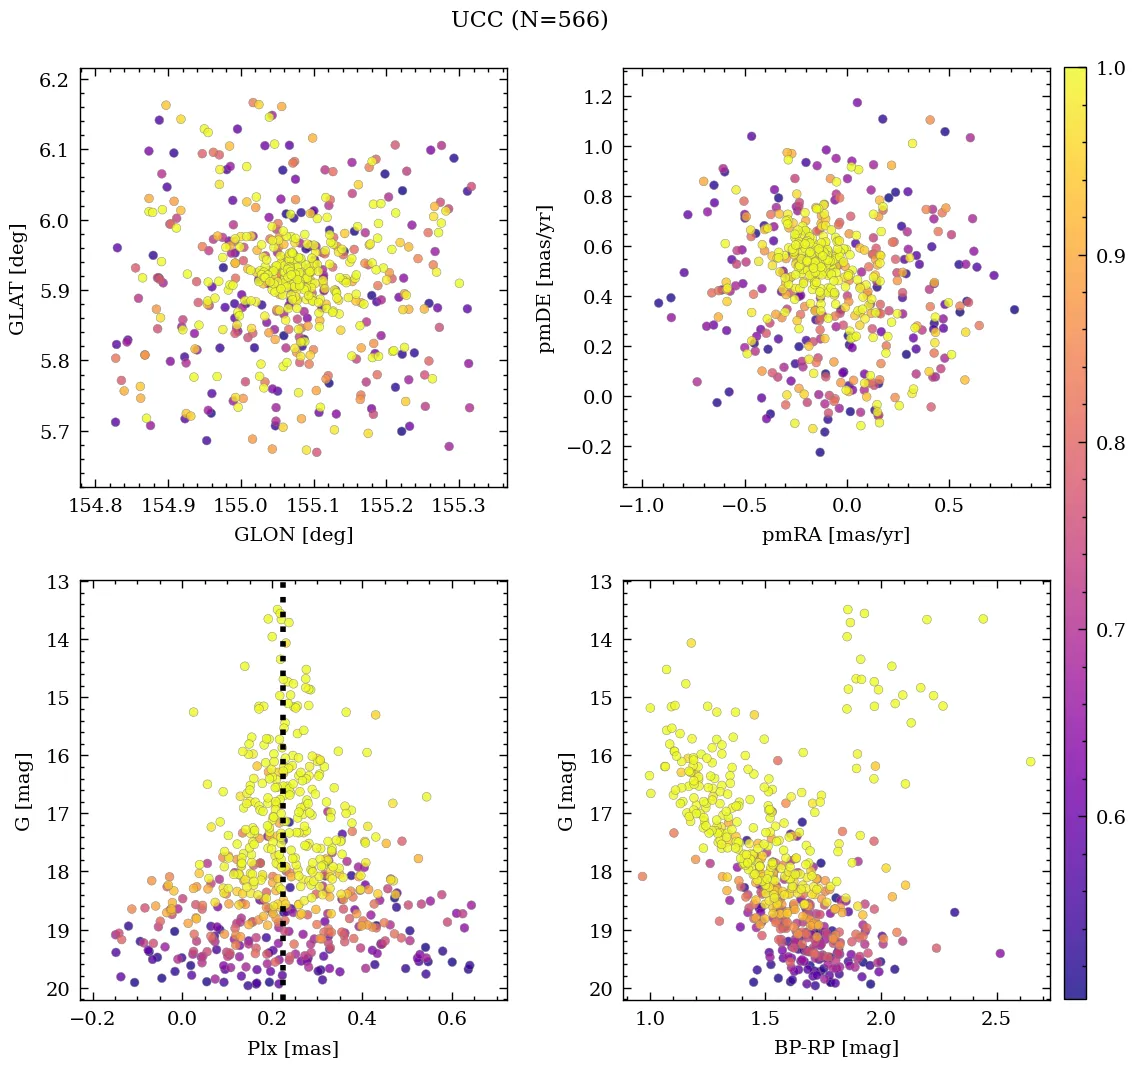 UCC (N=566)
6.2
6.1
6.0
5.9
5.8
5.7
GLAT [deg]
154.8 154.9 155.0 155.1 155.2 155.3
GLON [deg]
1.2
1.0
0.8
0.6
0.4
0.2
0.0
−0.2
pmDE [mas/yr]
−1.0 −0.5 0.0 0.5
pmRA [mas/yr]
1.0
0.9
0.8
0.7
0.6
13
14
15
16
17
18
19
20
G [mag]
−0.2 0.0 0.2 0.4 0.6
Plx [mas]
13
14
15
16
17
18
19
20
G [mag]
1.0 1.5 2.0 2.5
BP-RP [mag]